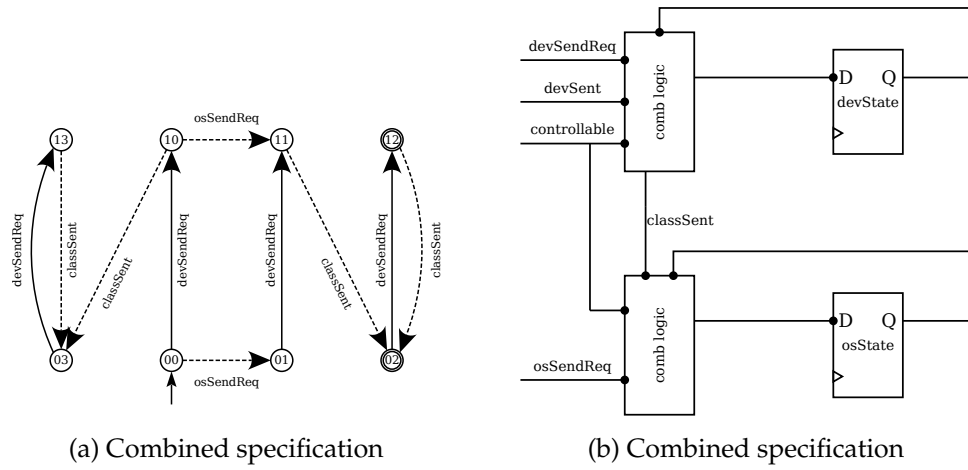 osSendReq
13
10
11
12
devSendReq
classSent
classSent
devSendReq
devSendReq
classSent
devSendReq
classSent
03
00
01
02
osSendReq
(a) Combined specification
devSendReq
devSent
controllable
comb logic
D Q
devState
classSent
comb logic
osSendReq
D Q
osState
(b) Combined specification